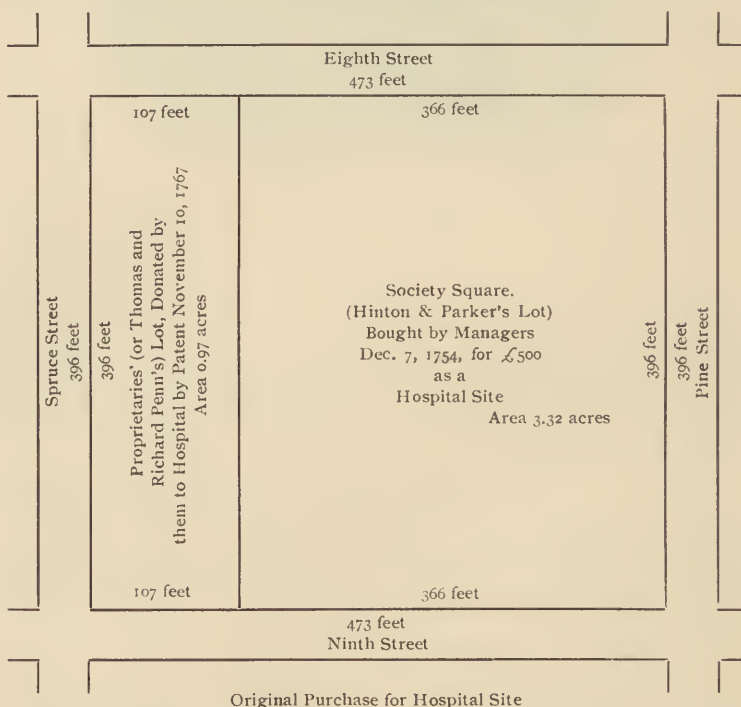 Eighth Street
473 feet
107 feet
366 feet
Spruce Street
396 feet
396 feet
Proprietaries' (or Thomas and
Richard Penn's) Lot, Donated by
them to Hospital by Patent November 10, 1767
Area 0.97 acres
Society Square.
(Hinton & Parker's Lot)
Bought by Managers
Dec. 7, 1754, for £500
as a
Hospital Site
Area 3.32 acres
396 feet
396 feet
Pine Street
107 feet
366 feet
473 feet
Ninth Street
Original Purchase for Hospital Site